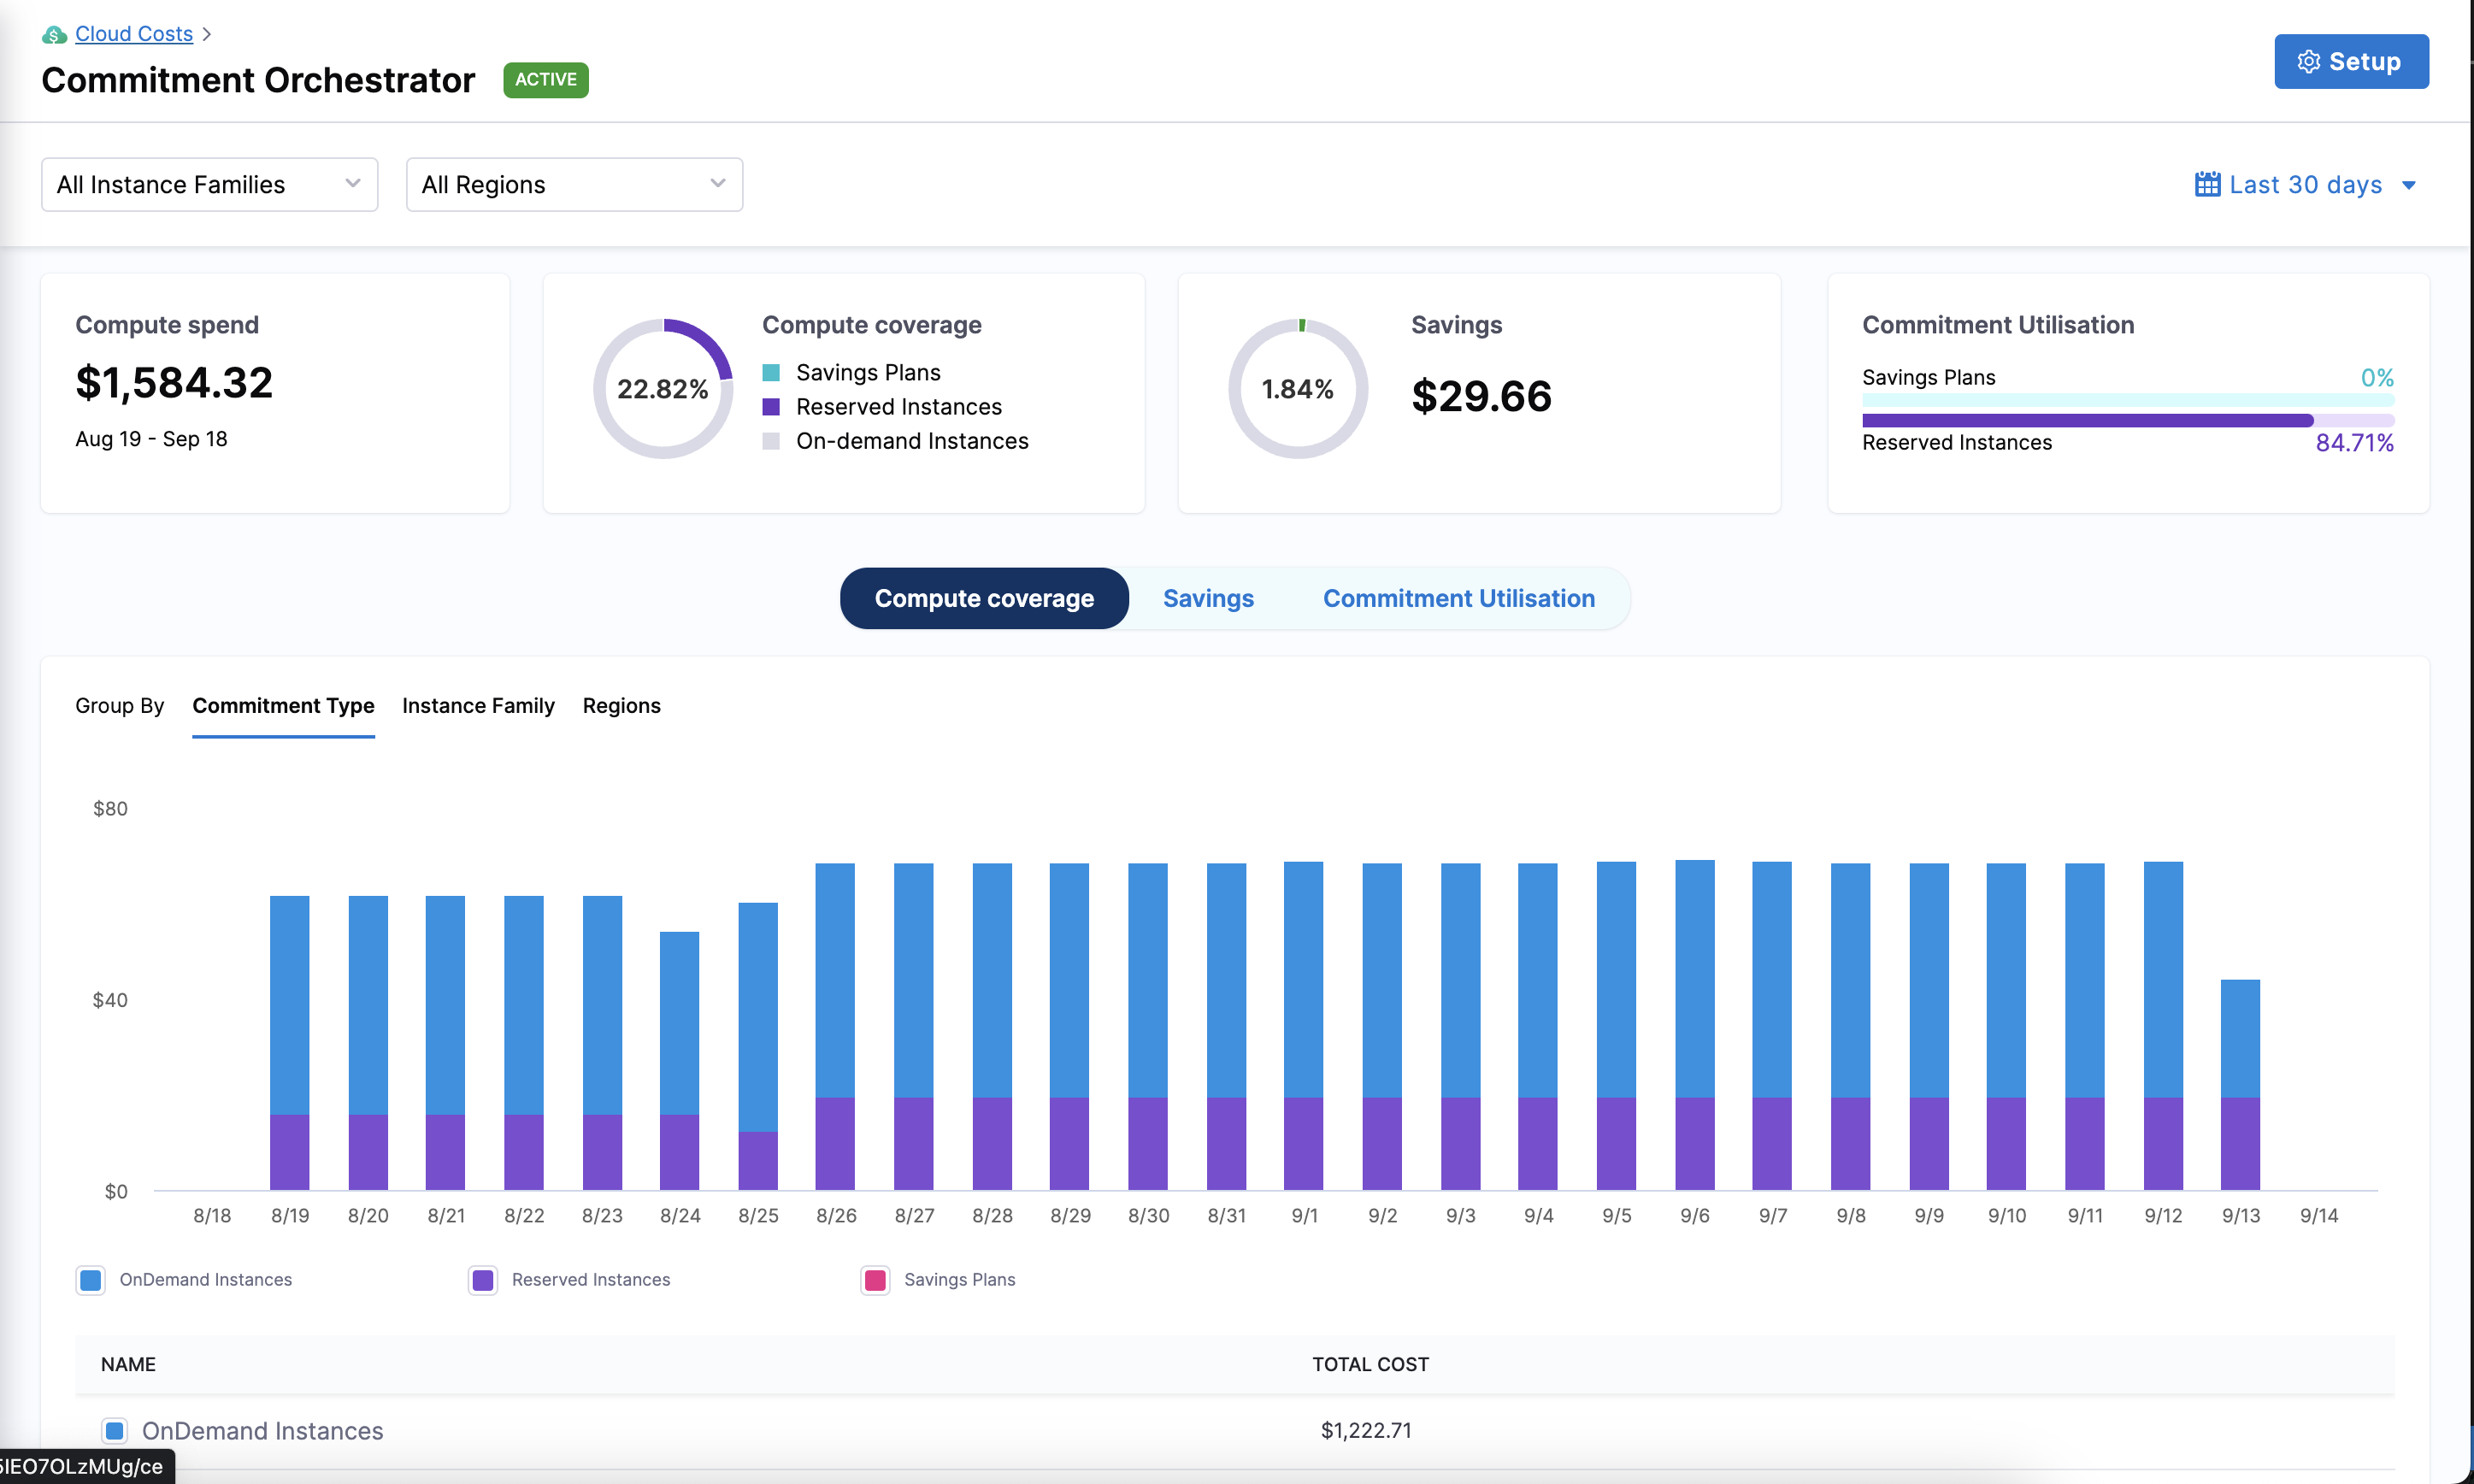 Cloud Costs
Commitment Orchestrator ACTIVE
Setup
All Instance Families
All Regions
Last 30 days
Compute spend
$1,584.32
Aug 19 - Sep 18
22.82%
Compute coverage
Savings Plans
Reserved Instances
On-demand Instances
1.84%
Savings
$29.66
Commitment Utilisation
Savings Plans 0%
Reserved Instances 84.71%
Compute coverage Savings Commitment Utilisation
Group By Commitment Type Instance Family Regions
$80
$40
$0
8/18 8/19 8/20 8/21 8/22 8/23 8/24 8/25 8/26 8/27 8/28 8/29 8/30 8/31 9/1 9/2 9/3 9/4 9/5 9/6 9/7 9/8 9/9 9/10 9/11 9/12 9/13 9/14
OnDemand Instances Reserved Instances Savings Plans
NAME TOTAL COST
OnDemand Instances $1,222.71